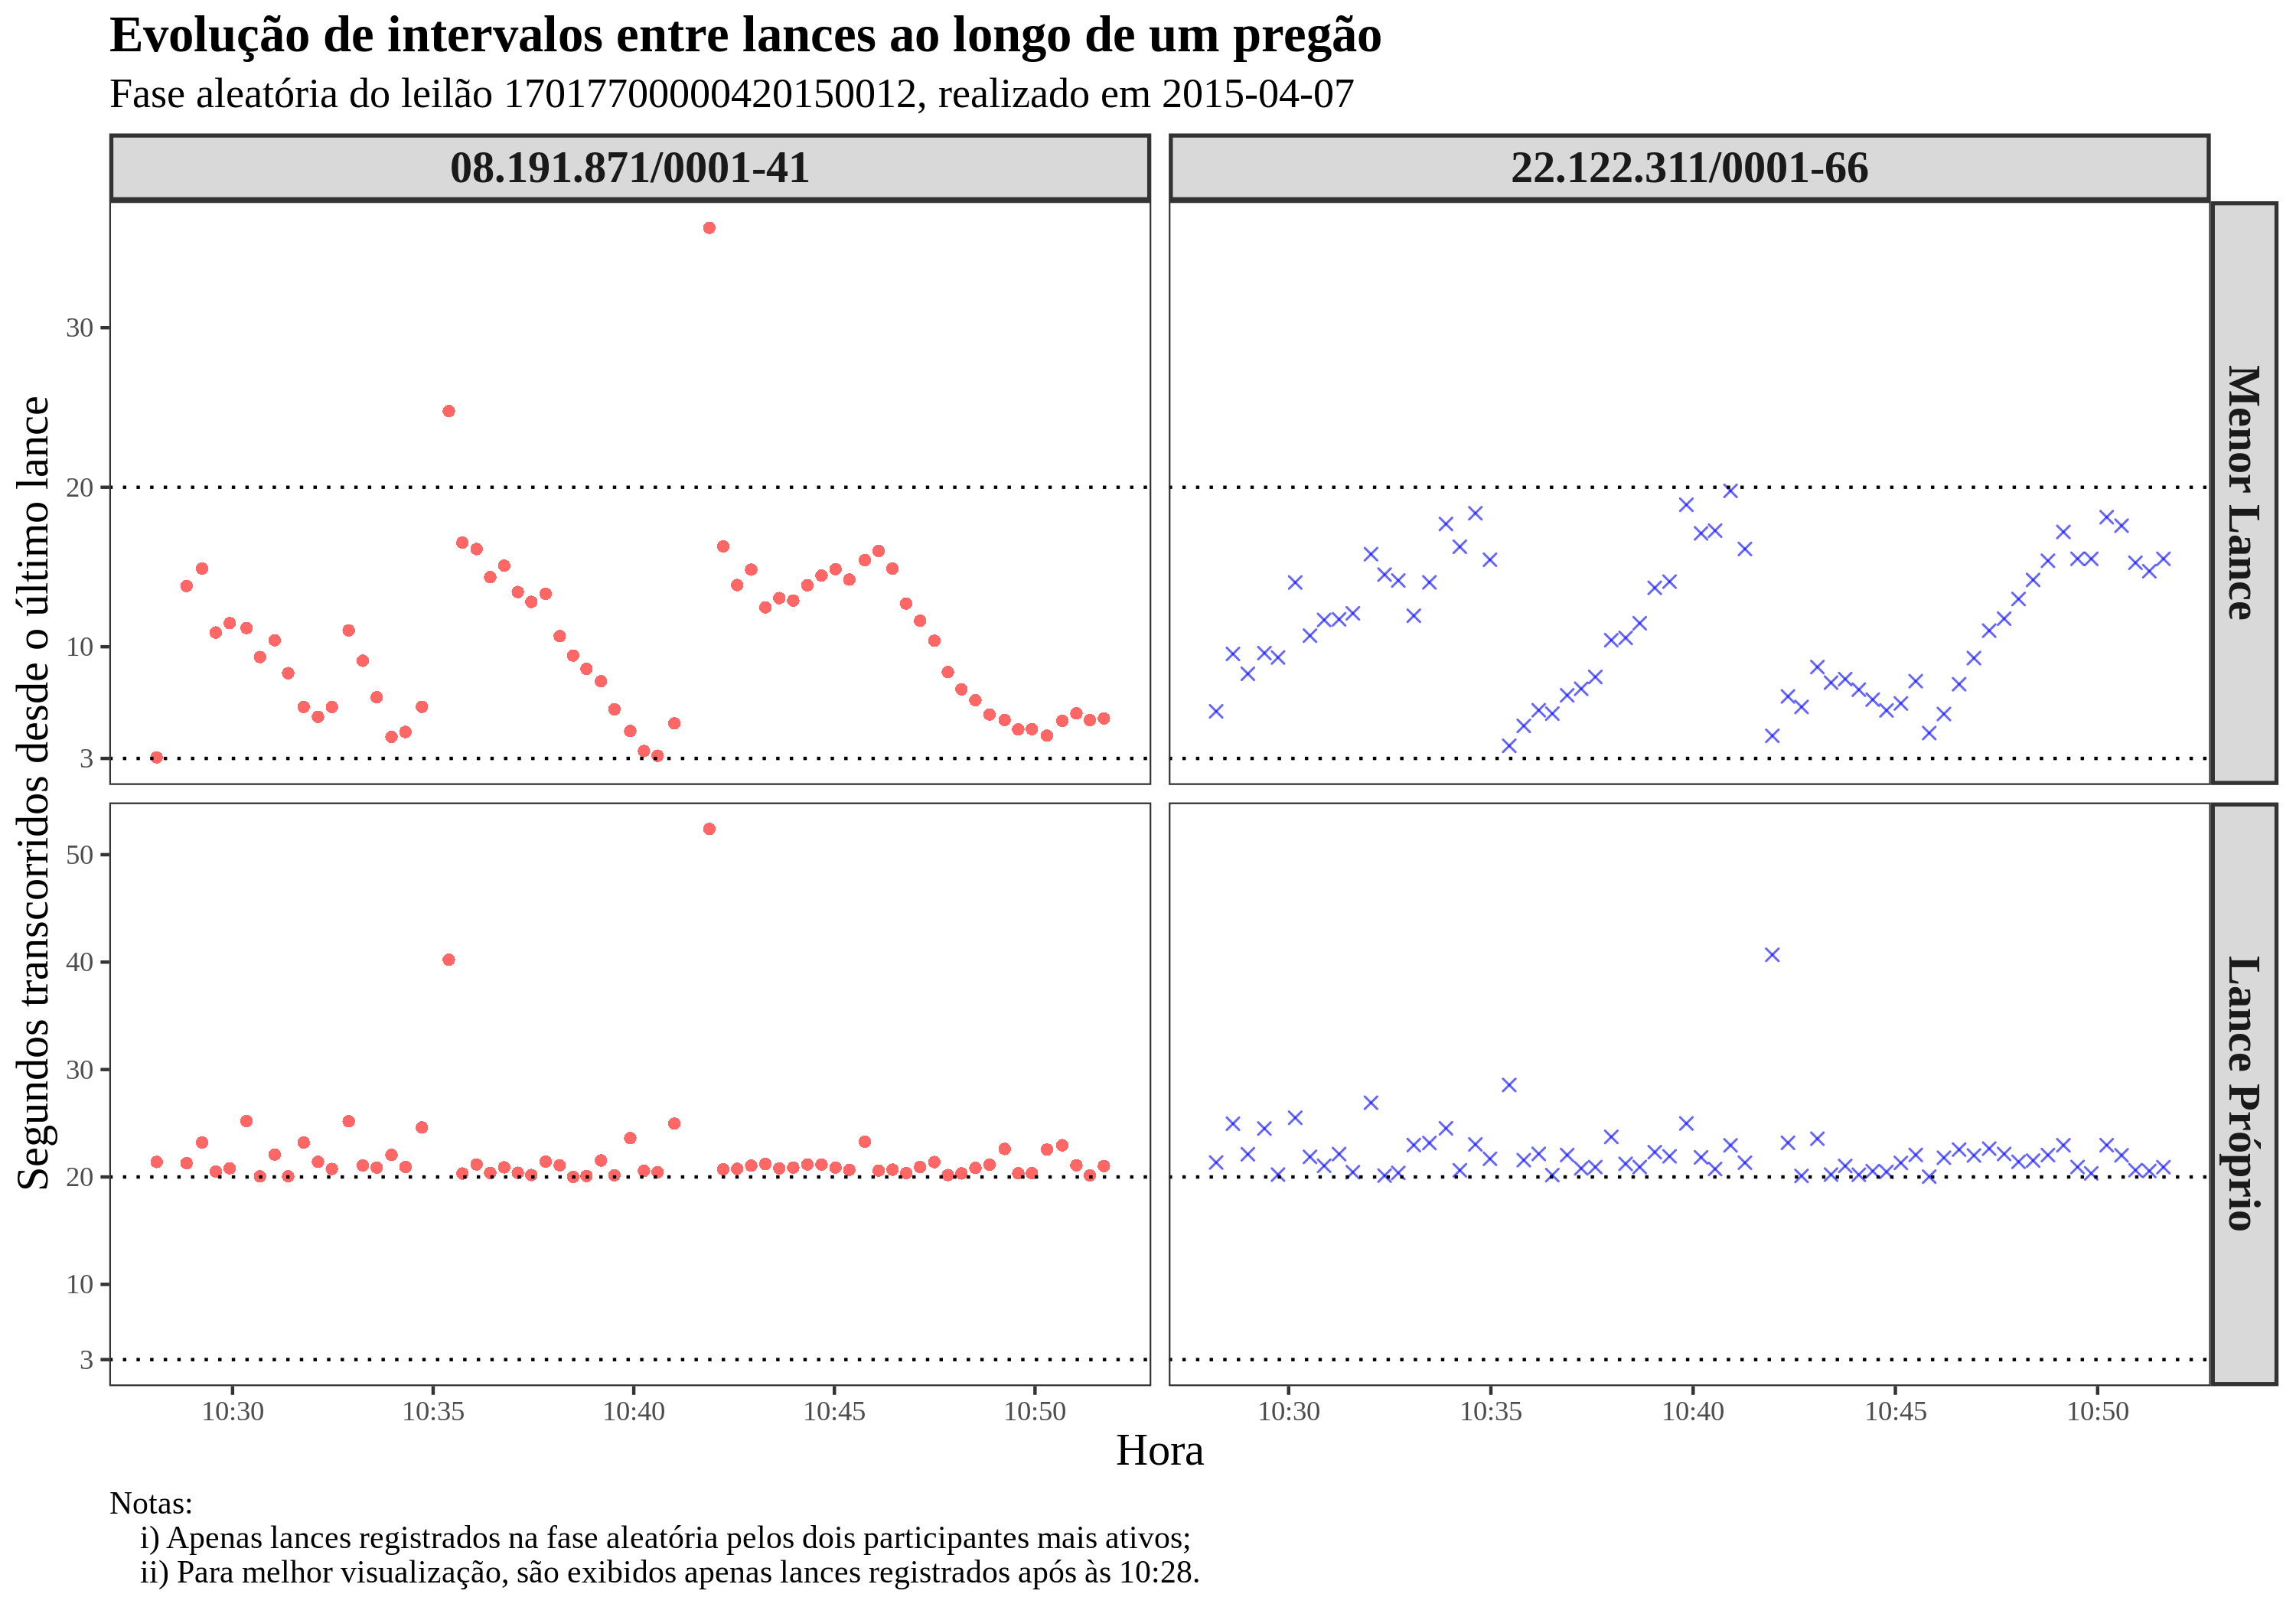 Evolução de intervalos entre lances ao longo de um pregão
Fase aleatória do leilão 17017700000420150012, realizado em 2015-04-07
08.191.871/0001-41
22.122.311/0001-66
Segundos transcorridos desde o último lance
30
20
10
3
Menor Lance
50
40
30
20
10
3
Lance Próprio
10:30
10:35
10:40
10:45
10:50
10:30
10:35
10:40
10:45
10:50
Hora
Notas:
i) Apenas lances registrados na fase aleatória pelos dois participantes mais ativos;
ii) Para melhor visualização, são exibidos apenas lances registrados após às 10:28.